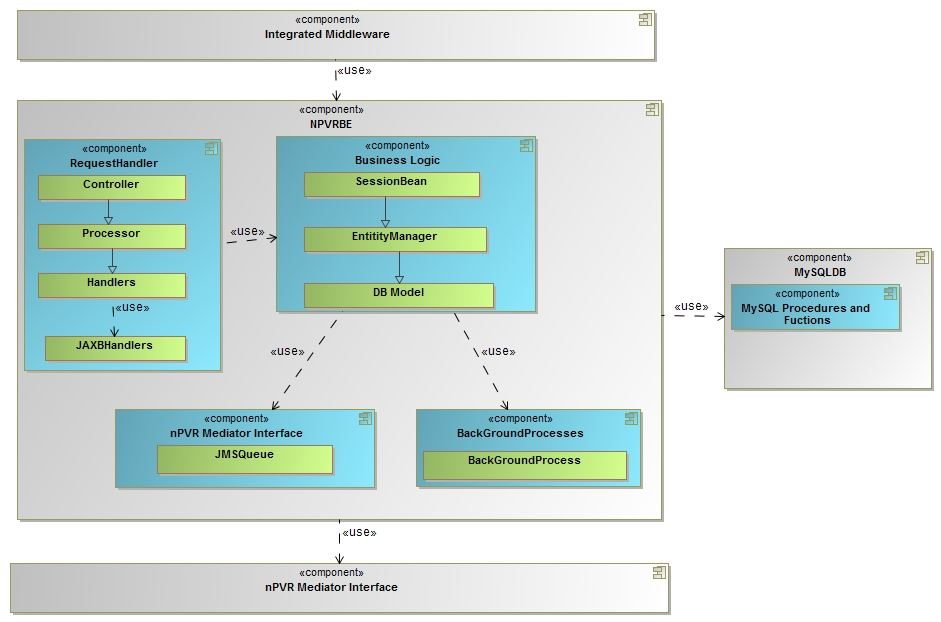 «component»
Integrated Middleware
«use»
«component»
NPVRBE
«component»
RequestHandler
Controller
Processor
Handlers
«use»
JAXBHandlers
«use»
«component»
Business Logic
SessionBean
EntitityManager
DB Model
«use»
«use»
«component»
nPVR Mediator Interface
JMSQueue
«component»
BackGroundProcesses
BackGroundProcess
«use»
«component»
MySQLDB
«component»
MySQL Procedures and
Fuctions
«use»
«component»
nPVR Mediator Interface